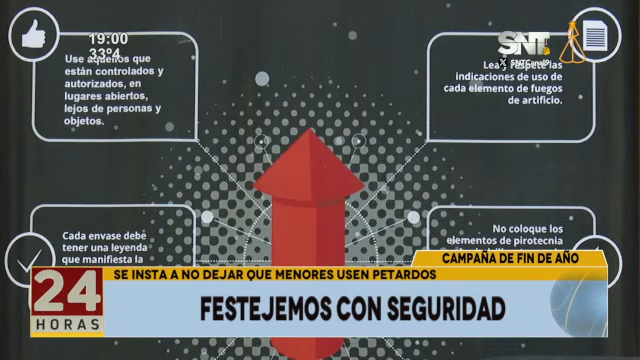 19:00
33°4
SNT
Use aquellos que
están controlados y
autorizados, en
lugares abiertos,
lejos de personas y
objetos.
respete las
indicaciones de uso de
cada elemento de fuegos
de artificio.
Cada envase debe
tener una leyenda
que manifiesta la
No coloque los
elementos de pirotecnia
CAMPAÑA DE FIN DE AÑO
SE INSTA A NO DEJAR QUE MENORES USEN PETARDOS
24
HORAS
FESTEJEMOS CON SEGURIDAD